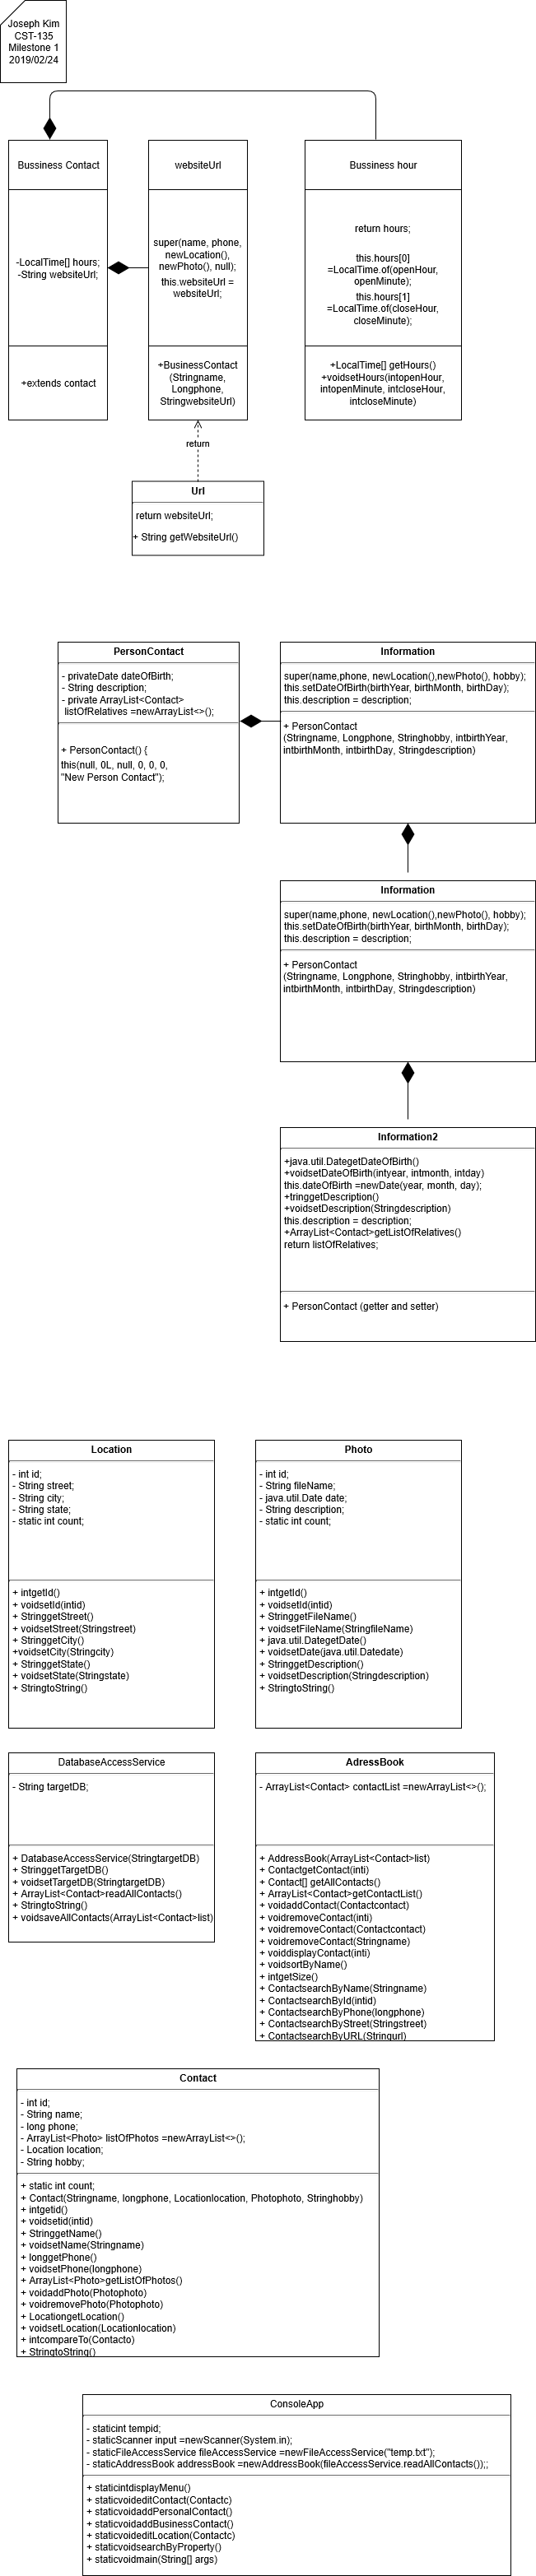 Joseph Kim
CST-135
Milestone 1
2019/02/24
Bussiness Contact
-LocalTime[] hours;
-String websiteUrl;
+extends contact
websiteUrl
super(name, phone,
newLocation(),
newPhoto(), null);
this.websiteUrl =
websiteUrl;
+BusinessContact
(Stringname,
Longphone,
StringwebsiteUrl)
Bussiness hour
return hours;
this.hours[0]
=LocalTime.of(openHour,
openMinute);
this.hours[1]
=LocalTime.of(closeHour,
closeMinute);
+LocalTime[] getHours()
+voidsetHours(intopenHour,
intopenMinute, intcloseHour,
intcloseMinute)
return
Url
return websiteUrl;
+ String getWebsiteUrl()
PersonContact
- privateDate dateOfBirth;
- String description;
- private ArrayList<Contact>
listOfRelatives =newArrayList<>();
+ PersonContact() {
this(null, 0L, null, 0, 0, 0,
"New Person Contact");
Information
super(name,phone, newLocation(),newPhoto(), hobby);
this.setDateOfBirth(birthYear, birthMonth, birthDay);
this.description = description;
+ PersonContact
(Stringname, Longphone, Stringhobby, intbirthYear,
intbirthMonth, intbirthDay, Stringdescription)
Information
super(name,phone, newLocation(),newPhoto(), hobby);
this.setDateOfBirth(birthYear, birthMonth, birthDay);
this.description = description;
+ PersonContact
(Stringname, Longphone, Stringhobby, intbirthYear,
intbirthMonth, intbirthDay, Stringdescription)
Information2
+java.util.DategetDateOfBirth()
+voidsetDateOfBirth(intyear, intmonth, intday)
this.dateOfBirth =newDate(year, month, day);
+tringgetDescription()
+voidsetDescription(Stringdescription)
this.description = description;
+ArrayList<Contact>getListOfRelatives()
return listOfRelatives;
+ PersonContact (getter and setter)
Location
- int id;
- String street;
- String city;
- String state;
- static int count;
+ intgetId()
+ voidsetId(intid)
+ StringgetStreet()
+ voidsetStreet(Stringstreet)
+ StringgetCity()
+voidsetCity(Stringcity)
+ StringgetState()
+ voidsetState(Stringstate)
+ StringtoString()
Photo
- int id;
- String fileName;
- java.util.Date date;
- String description;
- static int count;
+ intgetId()
+ voidsetId(intid)
+ StringgetFileName()
+ voidsetFileName(StringfileName)
+ java.util.DategetDate()
+ voidsetDate(java.util.Datedate)
+ StringgetDescription()
+ voidsetDescription(Stringdescription)
+ StringtoString()
DatabaseAccessService
- String targetDB;
+ DatabaseAccessService(StringtargetDB)
+ StringgetTargetDB()
+ voidsetTargetDB(StringtargetDB)
+ ArrayList<Contact>readAllContacts()
+ StringtoString()
+ voidsaveAllContacts(ArrayList<Contact>list)
AdressBook
- ArrayList<Contact> contactList =newArrayList<>();
+ AddressBook(ArrayList<Contact>list)
+ ContactgetContact(inti)
+ Contact[] getAllContacts()
+ ArrayList<Contact>getContactList()
+ voidaddContact(Contactcontact)
+ voidremoveContact(inti)
+ voidremoveContact(Contactcontact)
+ voidremoveContact(Stringname)
+ voiddisplayContact(inti)
+ voidsortByName()
+ intgetSize()
+ ContactsearchByName(Stringname)
+ ContactsearchById(intid)
+ ContactsearchByPhone(longphone)
+ ContactsearchByStreet(Stringstreet)
+ ContactsearchByURL(Stringurl)
Contact
- int id;
- String name;
- long phone;
- ArrayList<Photo> listOfPhotos =newArrayList<>();
- Location location;
- String hobby;
+ static int count;
+ Contact(Stringname, longphone, Locationlocation, Photophoto, Stringhobby)
+ intgetid()
+ voidsetid(intid)
+ StringgetName()
+ voidsetName(Stringname)
+ longgetPhone()
+ voidsetPhone(longphone)
+ ArrayList<Photo>getListOfPhotos()
+ voidaddPhoto(Photophoto)
+ voidremovePhoto(Photophoto)
+ LocationgetLocation()
+ voidsetLocation(Locationlocation)
+ intcompareTo(Contacto)
+ StringtoString()
ConsoleApp
- staticint tempid;
- staticScanner input =newScanner(System.in);
- staticFileAccessService fileAccessService =newFileAccessService("temp.txt");
- staticAddressBook addressBook =newAddressBook(fileAccessService.readAllContacts());;
+ staticintdisplayMenu()
+ staticvoideditContact(Contactc)
+ staticvoidaddPersonalContact()
+ staticvoidaddBusinessContact()
+ staticvoideditLocation(Contactc)
+ staticvoidsearchByProperty()
+ staticvoidmain(String[] args)